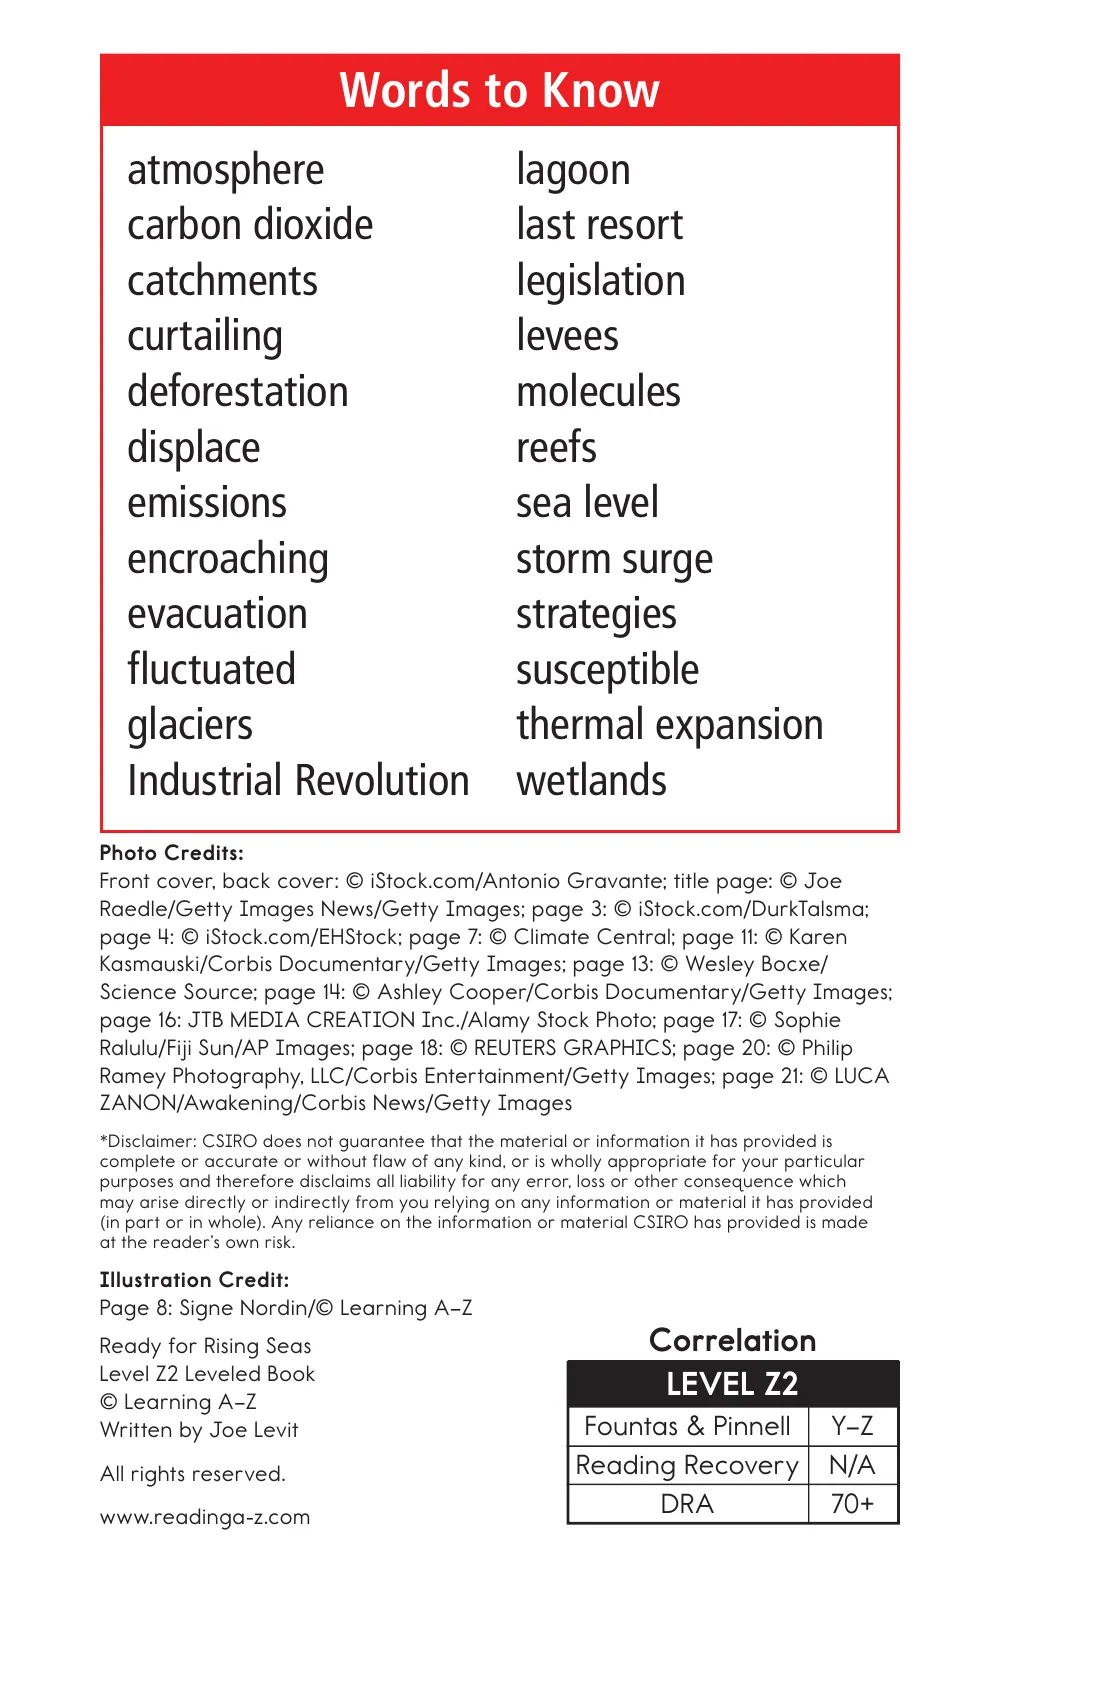 Words to Know
atmosphere
carbon dioxide
catchments
curtailing
deforestation
displace
emissions
encroaching
evacuation
fluctuated
glaciers
Industrial Revolution
lagoon
last resort
legislation
levees
molecules
reefs
sea level
storm surge
strategies
susceptible
thermal expansion
wetlands
Photo Credits:
Front cover, back cover: © iStock.com/Antonio Gravante; title page: © Joe
Raedle/Getty Images News/Getty Images; page 3: © iStock.com/DurkTalsma;
page 4: © iStock.com/EHStock; page 7: © Climate Central; page 11: © Karen
Kasmauski/Corbis Documentary/Getty Images; page 13: © Wesley Bocxe/
Science Source; page 14: © Ashley Cooper/Corbis Documentary/Getty Images;
page 16: JTB MEDIA CREATION Inc./Alamy Stock Photo; page 17: © Sophie
Ralulu/Fiji Sun/AP Images; page 18: © REUTERS GRAPHICS; page 20: © Philip
Ramey Photography, LLC/Corbis Entertainment/Getty Images; page 21: © LUCA
ZANON/Awakening/Corbis News/Getty Images
*Disclaimer: CSIRO does not guarantee that the material or information it has provided is
complete or accurate or without flaw of any kind, or is wholly appropriate for your particular
purposes and therefore disclaims all liability for any error, loss or other consequence which
may arise directly or indirectly from you relying on any information or material it has provided
(in part or in whole). Any reliance on the information or material CSIRO has provided is made
at the reader's own risk.
Illustration Credit:
Page 8: Signe Nordin/© Learning A–Z
Ready for Rising Seas
Level Z2 Leveled Book
© Learning A–Z
Written by Joe Levit
All rights reserved.
www.readinga-z.com
Correlation
LEVEL Z2
Fountas & Pinnell Y–Z
Reading Recovery N/A
DRA 70+